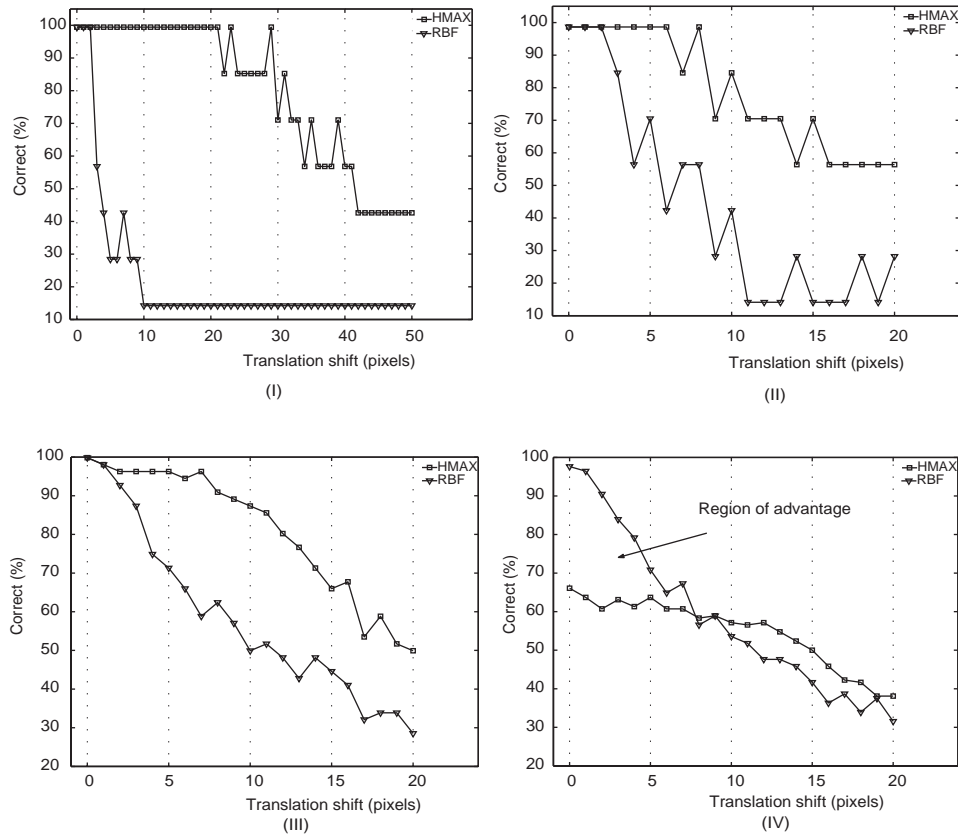 HMAX
RBF
100
90
80
70
60
50
40
30
20
10
Correct (%)
0 10 20 30 40 50
Translation shift (pixels)
(I)
HMAX
RBF
100
90
80
70
60
50
40
30
20
10
Correct (%)
0 5 10 15 20
Translation shift (pixels)
(II)
HMAX
RBF
100
90
80
70
60
50
40
30
20
Correct (%)
0 5 10 15 20
Translation shift (pixels)
(III)
HMAX
RBF
Region of advantage
100
90
80
70
60
50
40
30
20
Correct (%)
0 5 10 15 20
Translation shift (pixels)
(IV)